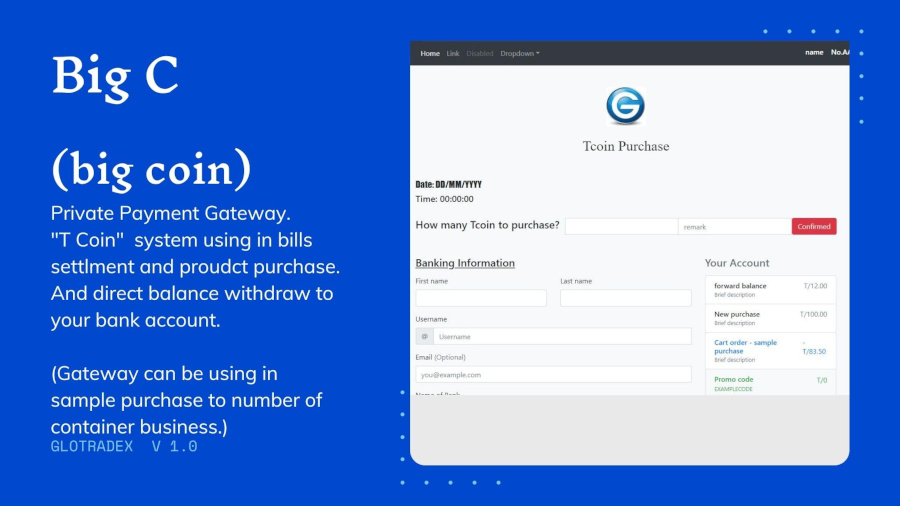 Big C
(big coin)
Private Payment Gateway.
"T Coin"  system using in bills
settlment and proudct purchase.
And direct balance withdraw to
your bank account.
(Gateway can be using in
sample purchase to number of
container business.)
GLOTRADEX  V 1.0
Home Link Disabled Dropdown name No.AA
G
Tcoin Purchase
Date: DD/MM/YYYY
Time: 00:00:00
How many Tcoin to purchase? remark Confirmed
Banking Information
First name Last name
Username
@ Username
Email (Optional)
you@example.com
Name of Bank
Your Account
forward balance T/12.00
Brief description
New purchase T/100.00
Brief description
Cart order - sample -
purchase T/83.50
Brief description
Promo code T/0
EXAMPLECODE